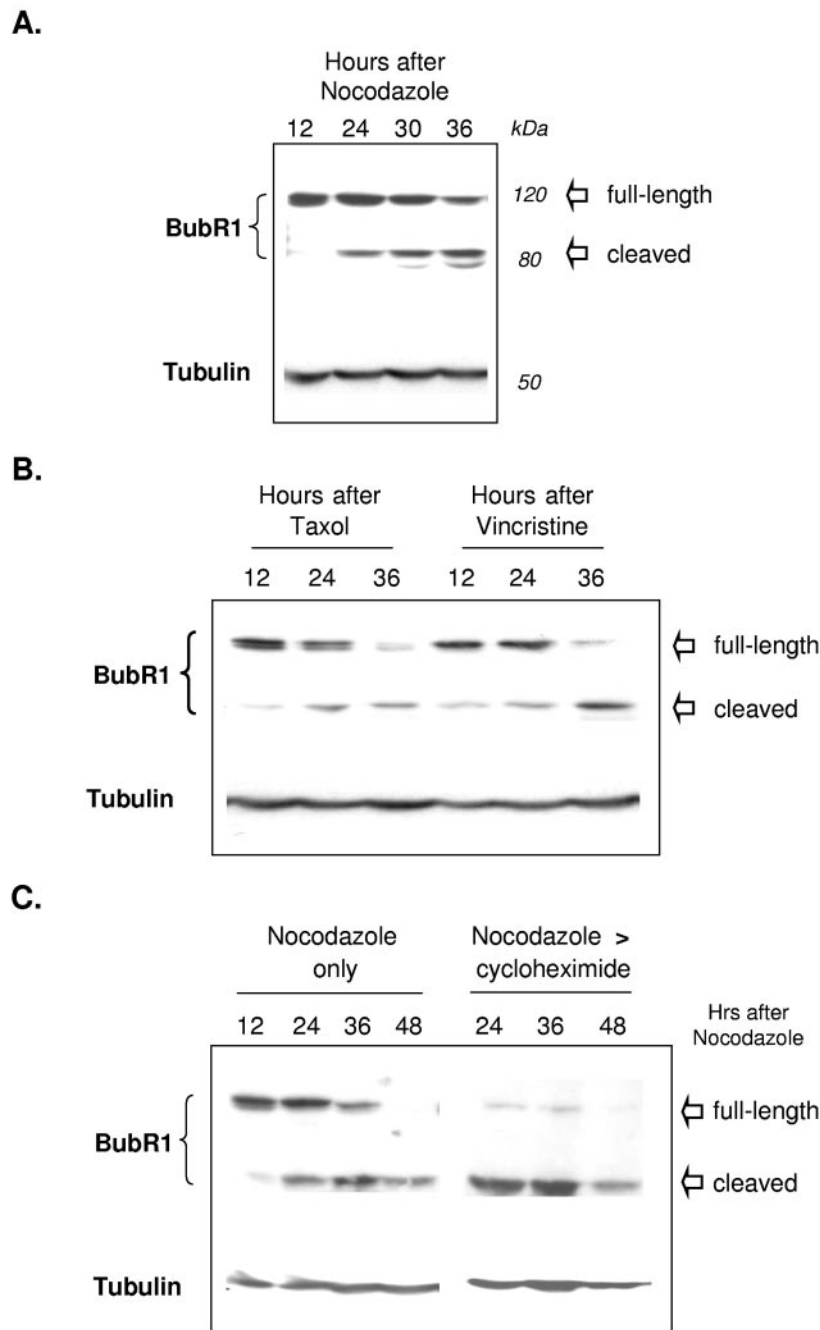 A.
Hours after
Nocodazole
12 24 30 36 kDa
120 full-length
BubR1
80 cleaved
Tubulin
50
B.
Hours after Hours after
Taxol Vincristine
12 24 36 12 24 36
full-length
BubR1
cleaved
Tubulin
C.
Nocodazole Nocodazole >
only cycloheximide
12 24 36 48 24 36 48
Hrs after
Nocodazole
full-length
BubR1
cleaved
Tubulin